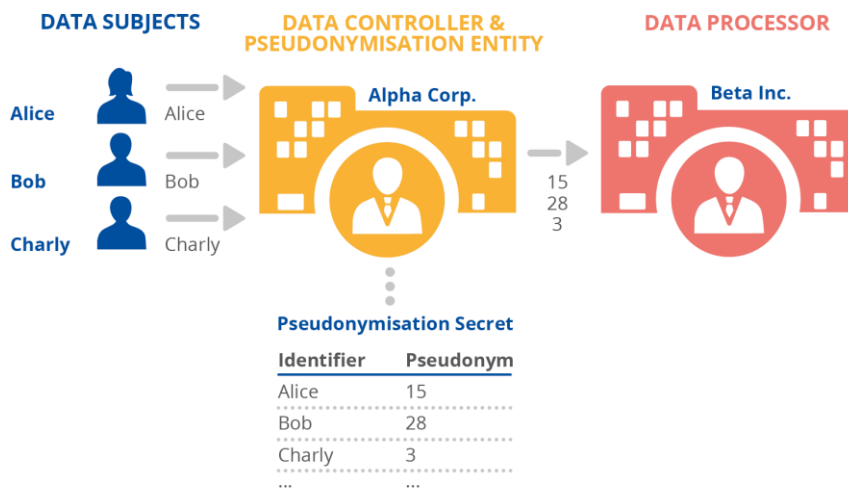 DATA SUBJECTS
DATA CONTROLLER &
PSEUDONYMISATION ENTITY
DATA PROCESSOR
Alpha Corp.
Beta Inc.
Alice
Alice
Bob
Bob
Charly
Charly
15
28
3
Pseudonymisation Secret
Identifier Pseudonym
Alice 15
Bob 28
Charly 3
... ...